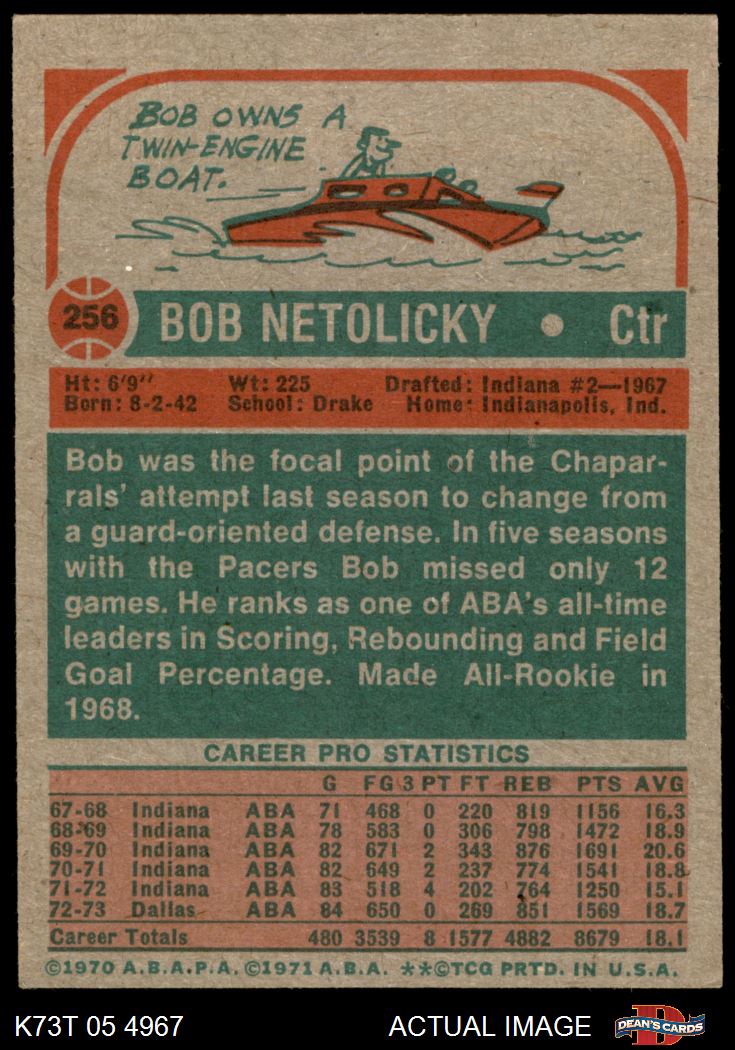 BOB OWNS A
TWIN-ENGINE
BOAT.
256
BOB NETOLICKY • Ctr
Ht: 6'9" Wt: 225 Drafted: Indiana #2—1967
Born: 8-2-42 School: Drake Home: Indianapolis, Ind.
Bob was the focal point of the Chapar-
rals' attempt last season to change from
a guard-oriented defense. In five seasons
with the Pacers Bob missed only 12
games. He ranks as one of ABA's all-time
leaders in Scoring, Rebounding and Field
Goal Percentage. Made All-Rookie in
1968.
CAREER PRO STATISTICS
G FG 3 PT FT REB PTS AVG
67-68 Indiana ABA 71 468 0 220 819 1156 16.3
68-69 Indiana ABA 78 583 0 306 798 1472 18.9
69-70 Indiana ABA 82 671 2 343 876 1691 20.6
70-71 Indiana ABA 82 649 2 237 774 1541 18.8
71-72 Indiana ABA 83 518 4 202 764 1250 15.1
72-73 Dallas ABA 84 650 0 269 851 1569 18.7
Career Totals 480 3539 8 1577 4882 8679 18.1
©1970 A.B.A.P.A. ©1971 A.B.A. **©TCG PRTD. IN U.S.A.
K73T 05 4967 ACTUAL IMAGE DEAN'S CARDS